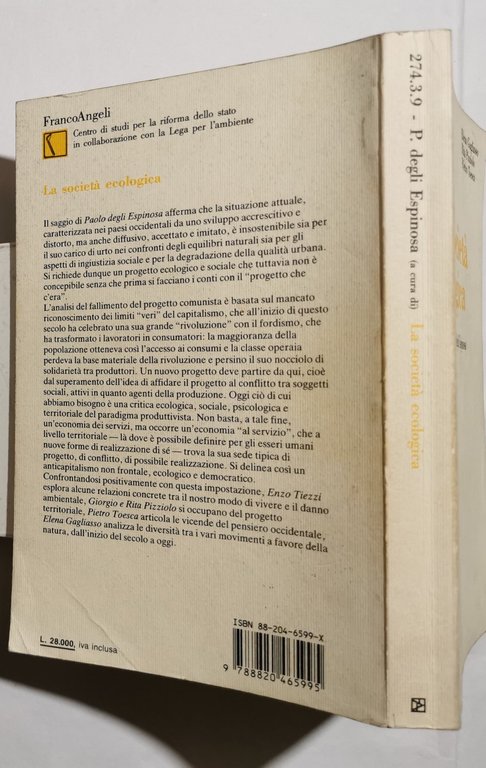 FrancoAngeli
Centro di studi per la riforma dello stato
in collaborazione con la Lega per l'ambiente
La società ecologica
Il saggio di Paolo degli Espinosa afferma che la situazione attuale,
caratterizzata nei paesi occidentali da uno sviluppo accrescitivo e
distorto, ma anche diffusivo, accettato e imitato, è insostenibile sia per
il suo carico di urto nei confronti degli equilibri naturali sia per gli
aspetti di ingiustizia sociale e per la degradazione della qualità urbana.
Si richiede dunque un progetto ecologico e sociale che tuttavia non è
concepibile senza che prima si facciano i conti con il "progetto che
c'era".
L'analisi del fallimento del progetto comunista è basata sul mancato
riconoscimento dei limiti "veri" del capitalismo, che all'inizio di questo
secolo ha celebrato una sua grande "rivoluzione" con il fordismo, che
ha trasformato i lavoratori in consumatori: la maggioranza della
popolazione otteneva così l'accesso ai consumi e la classe operaia
perdeva la base materiale della rivoluzione e persino il suo nocciolo di
solidarietà tra produttori. Un nuovo progetto deve partire da qui, cioè
dal superamento dell'idea di affidare il progetto al conflitto tra soggetti
sociali, attivi in quanto agenti della produzione. Oggi ciò di cui
abbiamo bisogno è una critica ecologica, sociale, psicologica e
territoriale del paradigma produttivista. Non basta, a tale fine,
un'economia dei servizi, ma occorre un'economia "al servizio", che a
livello territoriale — là dove è possibile definire per gli esseri umani
nuove forme di realizzazione di sé — trova la sua sede tipica di
progetto, di conflitto, di possibile realizzazione. Si delinea così un
anticapitalismo non frontale, ecologico e democratico.
Confrontandosi positivamente con questa impostazione, Enzo Tiezzi
esplora alcune relazioni concrete tra il nostro modo di vivere e il danno
ambientale, Giorgio e Rita Pizziolo si occupano del progetto
territoriale, Pietro Toesca articola le vicende del pensiero occidentale,
Elena Gagliasso analizza le diversità tra i vari movimenti a favore della
natura, dall'inizio del secolo a oggi.
L. 28.000, iva inclusa
ISBN 88-204-6599-X
9 788820 465995
274.3.9 - P. degli Espinosa (a cura di) La società ecologica